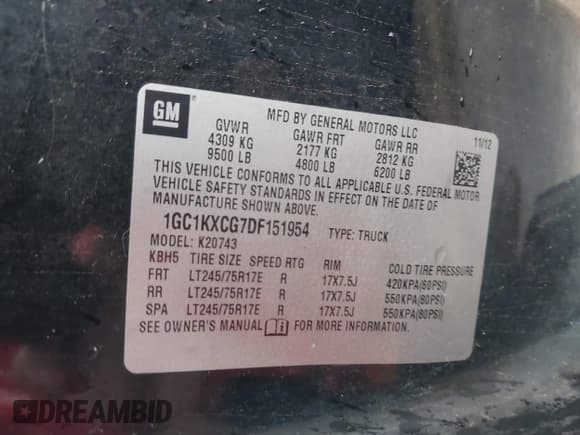 GM
MFD BY GENERAL MOTORS LLC
11/12
GVWR GAWR FRT GAWR RR
4309 KG 2177 KG 2812 KG
9500 LB 4800 LB 6200 LB
THIS VEHICLE CONFORMS TO ALL APPLICABLE U.S. FEDERAL MOTOR
VEHICLE SAFETY STANDARDS IN EFFECT ON THE DATE OF
MANUFACTURE SHOWN ABOVE.
1GC1KXCG7DF151954 TYPE: TRUCK
MODEL: K20743
KBH5 TIRE SIZE SPEED RTG RIM COLD TIRE PRESSURE
FRT LT245/75R17E R 17X7.5J 420KPA(60PSI)
RR LT245/75R17E R 17X7.5J 550KPA(80PSI)
SPA LT245/75R17E R 17X7.5J 550KPA(80PSI)
SEE OWNER'S MANUAL FOR MORE INFORMATION.
DREAMBID